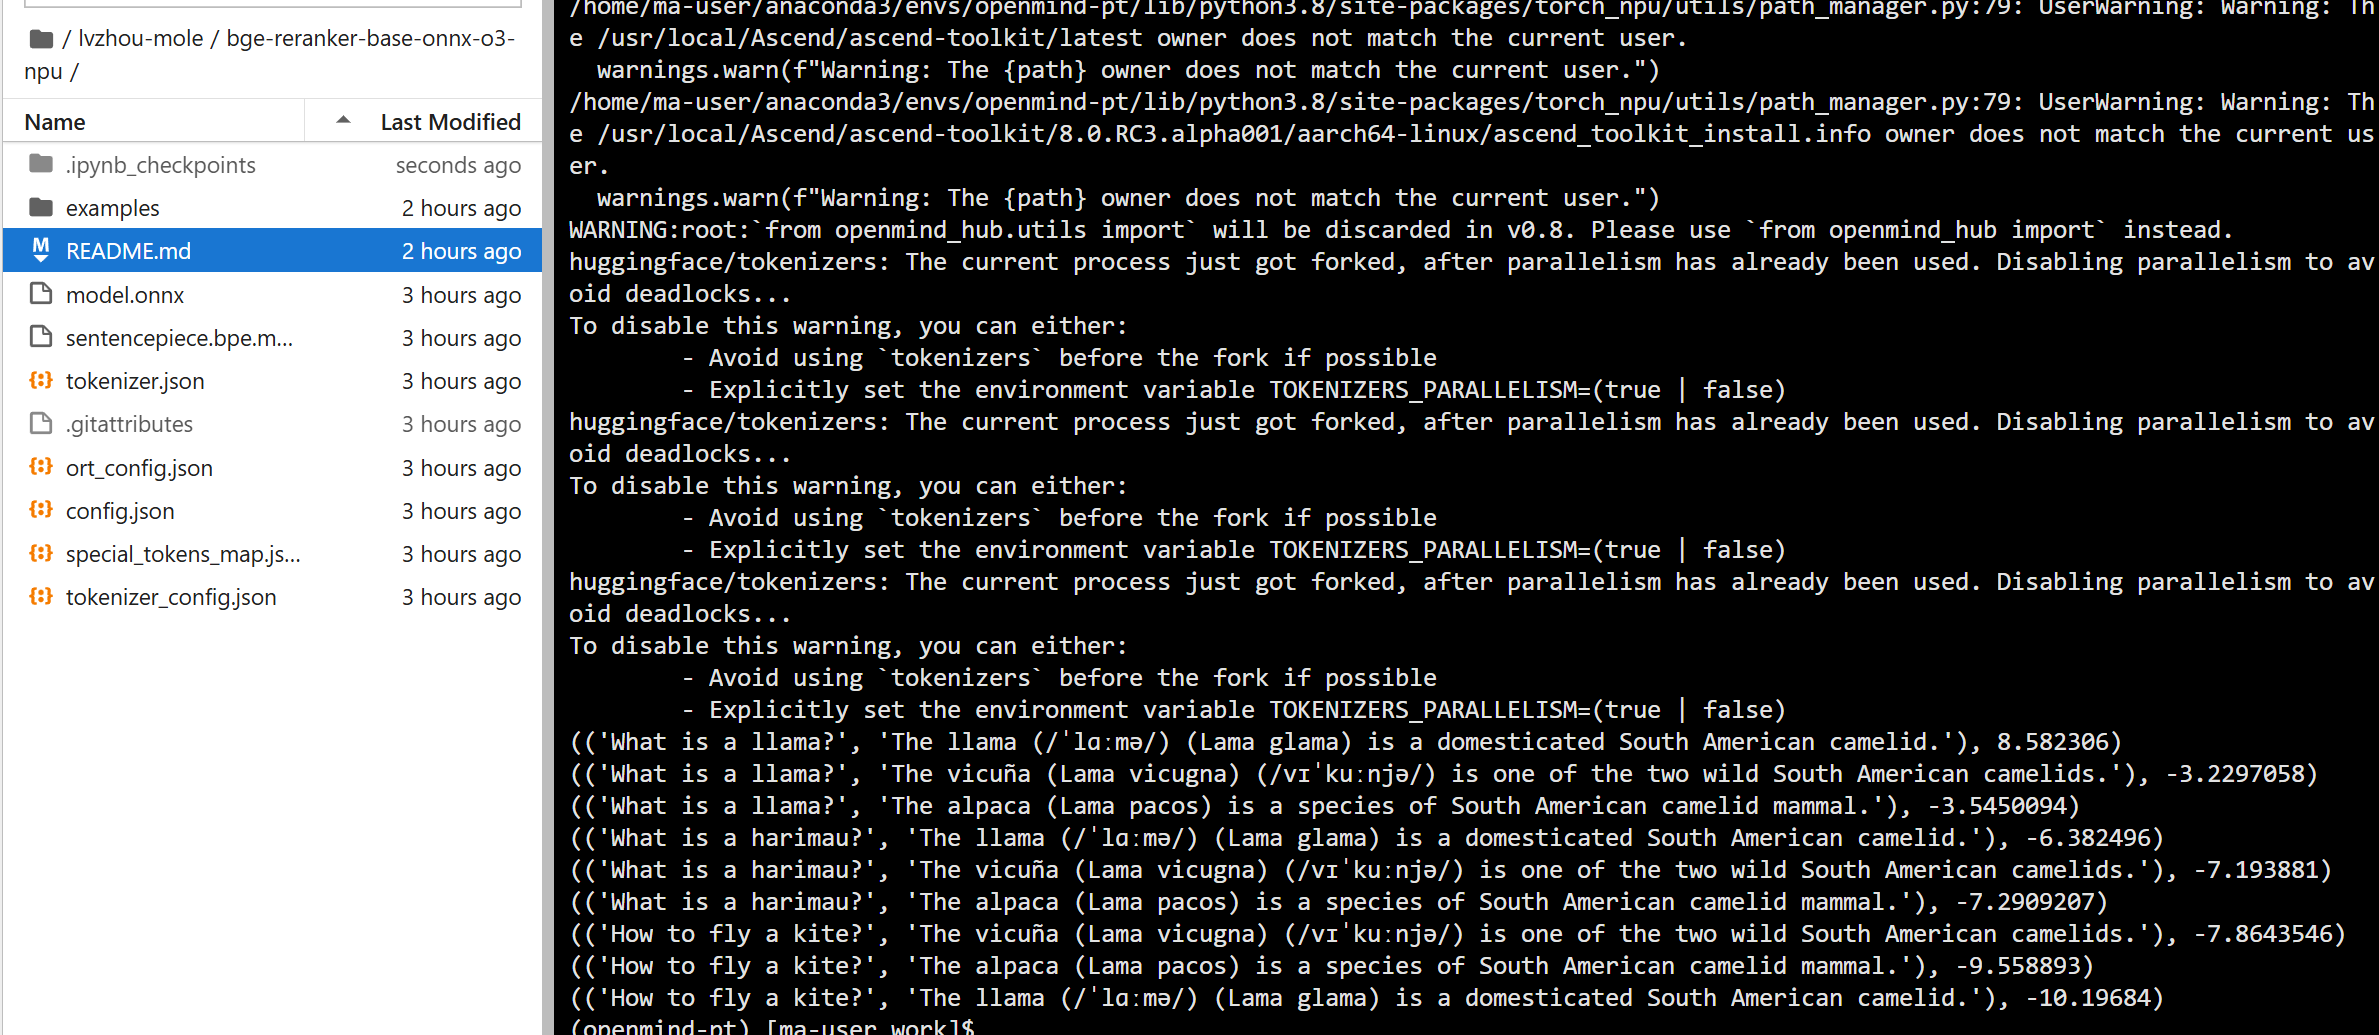 / lvzhou-mole / bge-reranker-base-onnx-o3-
npu /
Name Last Modified
.ipynb_checkpoints seconds ago
examples 2 hours ago
README.md 2 hours ago
model.onnx 3 hours ago
sentencepiece.bpe.m... 3 hours ago
tokenizer.json 3 hours ago
.gitattributes 3 hours ago
ort_config.json 3 hours ago
config.json 3 hours ago
special_tokens_map.js... 3 hours ago
tokenizer_config.json 3 hours ago
/home/ma-user/anaconda3/envs/openmind-pt/lib/python3.8/site-packages/torch_npu/utils/path_manager.py:79: UserWarning: Warning: Th
e /usr/local/Ascend/ascend-toolkit/latest owner does not match the current user.
  warnings.warn(f"Warning: The {path} owner does not match the current user.")
/home/ma-user/anaconda3/envs/openmind-pt/lib/python3.8/site-packages/torch_npu/utils/path_manager.py:79: UserWarning: Warning: Th
e /usr/local/Ascend/ascend-toolkit/8.0.RC3.alpha001/aarch64-linux/ascend_toolkit_install.info owner does not match the current us
er.
  warnings.warn(f"Warning: The {path} owner does not match the current user.")
WARNING:root:`from openmind_hub.utils import` will be discarded in v0.8. Please use `from openmind_hub import` instead.
huggingface/tokenizers: The current process just got forked, after parallelism has already been used. Disabling parallelism to av
oid deadlocks...
To disable this warning, you can either:
        - Avoid using `tokenizers` before the fork if possible
        - Explicitly set the environment variable TOKENIZERS_PARALLELISM=(true | false)
huggingface/tokenizers: The current process just got forked, after parallelism has already been used. Disabling parallelism to av
oid deadlocks...
To disable this warning, you can either:
        - Avoid using `tokenizers` before the fork if possible
        - Explicitly set the environment variable TOKENIZERS_PARALLELISM=(true | false)
huggingface/tokenizers: The current process just got forked, after parallelism has already been used. Disabling parallelism to av
oid deadlocks...
To disable this warning, you can either:
        - Avoid using `tokenizers` before the fork if possible
        - Explicitly set the environment variable TOKENIZERS_PARALLELISM=(true | false)
(('What is a llama?', 'The llama (/ˈlɑːmə/) (Lama glama) is a domesticated South American camelid.'), 8.582306)
(('What is a llama?', 'The vicuña (Lama vicugna) (/vɪˈkuːnjə/) is one of the two wild South American camelids.'), -3.2297058)
(('What is a llama?', 'The alpaca (Lama pacos) is a species of South American camelid mammal.'), -3.5450094)
(('What is a harimau?', 'The llama (/ˈlɑːmə/) (Lama glama) is a domesticated South American camelid.'), -6.382496)
(('What is a harimau?', 'The vicuña (Lama vicugna) (/vɪˈkuːnjə/) is one of the two wild South American camelids.'), -7.193881)
(('What is a harimau?', 'The alpaca (Lama pacos) is a species of South American camelid mammal.'), -7.2909207)
(('How to fly a kite?', 'The vicuña (Lama vicugna) (/vɪˈkuːnjə/) is one of the two wild South American camelids.'), -7.8643546)
(('How to fly a kite?', 'The alpaca (Lama pacos) is a species of South American camelid mammal.'), -9.558893)
(('How to fly a kite?', 'The llama (/ˈlɑːmə/) (Lama glama) is a domesticated South American camelid.'), -10.19684)
(openmind-pt) [ma-user work]$